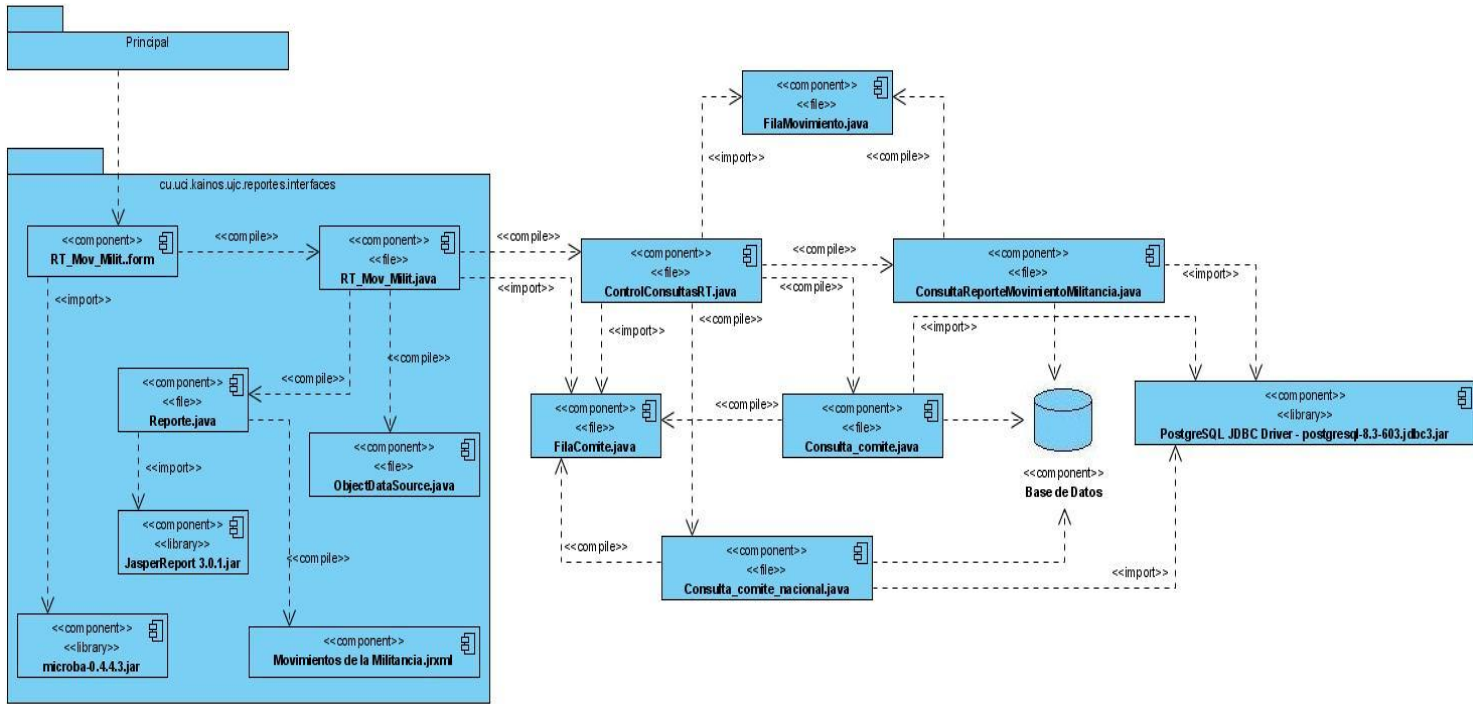 Principal
cu.uci.kainos.ujc.reportes.interfaces
<<component>>
RT_Mov_Milit..form
<<compile>>
<<component>>
<<file>>
RT_Mov_Milit.java
<<import>>
<<compile>>
<<compile>>
<<component>>
<<file>>
Reporte.java
<<import>>
<<component>>
<<file>>
ObjectDataSource.java
<<component>>
<<library>>
JasperReport 3.0.1.jar
<<compile>>
<<component>>
<<library>>
microba-0.4.4.3.jar
<<component>>
Movimientos de la Militancia.jrxml
<<compile>>
<<import>>
<<component>>
<<file>>
FilaMovimiento.java
<<import>>
<<compile>>
<<component>>
<<file>>
ControlConsultasRT.java
<<compile>>
<<compile>>
<<component>>
<<file>>
ConsultaReporteMovimientoMilitancia.java
<<import>>
<<import>>
<<compile>>
<<import>>
<<component>>
<<file>>
FilaComite.java
<<compile>>
<<component>>
<<file>>
Consulta_comite.java
<<component>>
Base de Datos
<<component>>
<<library>>
PostgreSQL JDBC Driver - postgresql-8.3-603.jdbc3.jar
<<compile>>
<<component>>
<<file>>
Consulta_comite_nacional.java
<<import>>